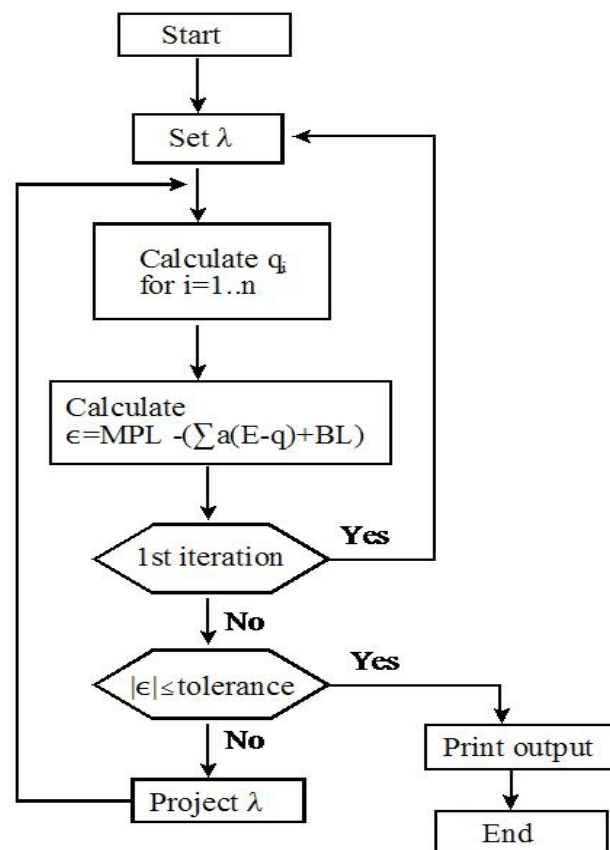 Start
Set λ
Calculate qᵢ
for i=1..n
Calculate
ϵ=MPL -(∑a(E-q)+BL)
1st iteration
Yes
No
|ϵ|≤tolerance
Yes
No
Print output
Project λ
End